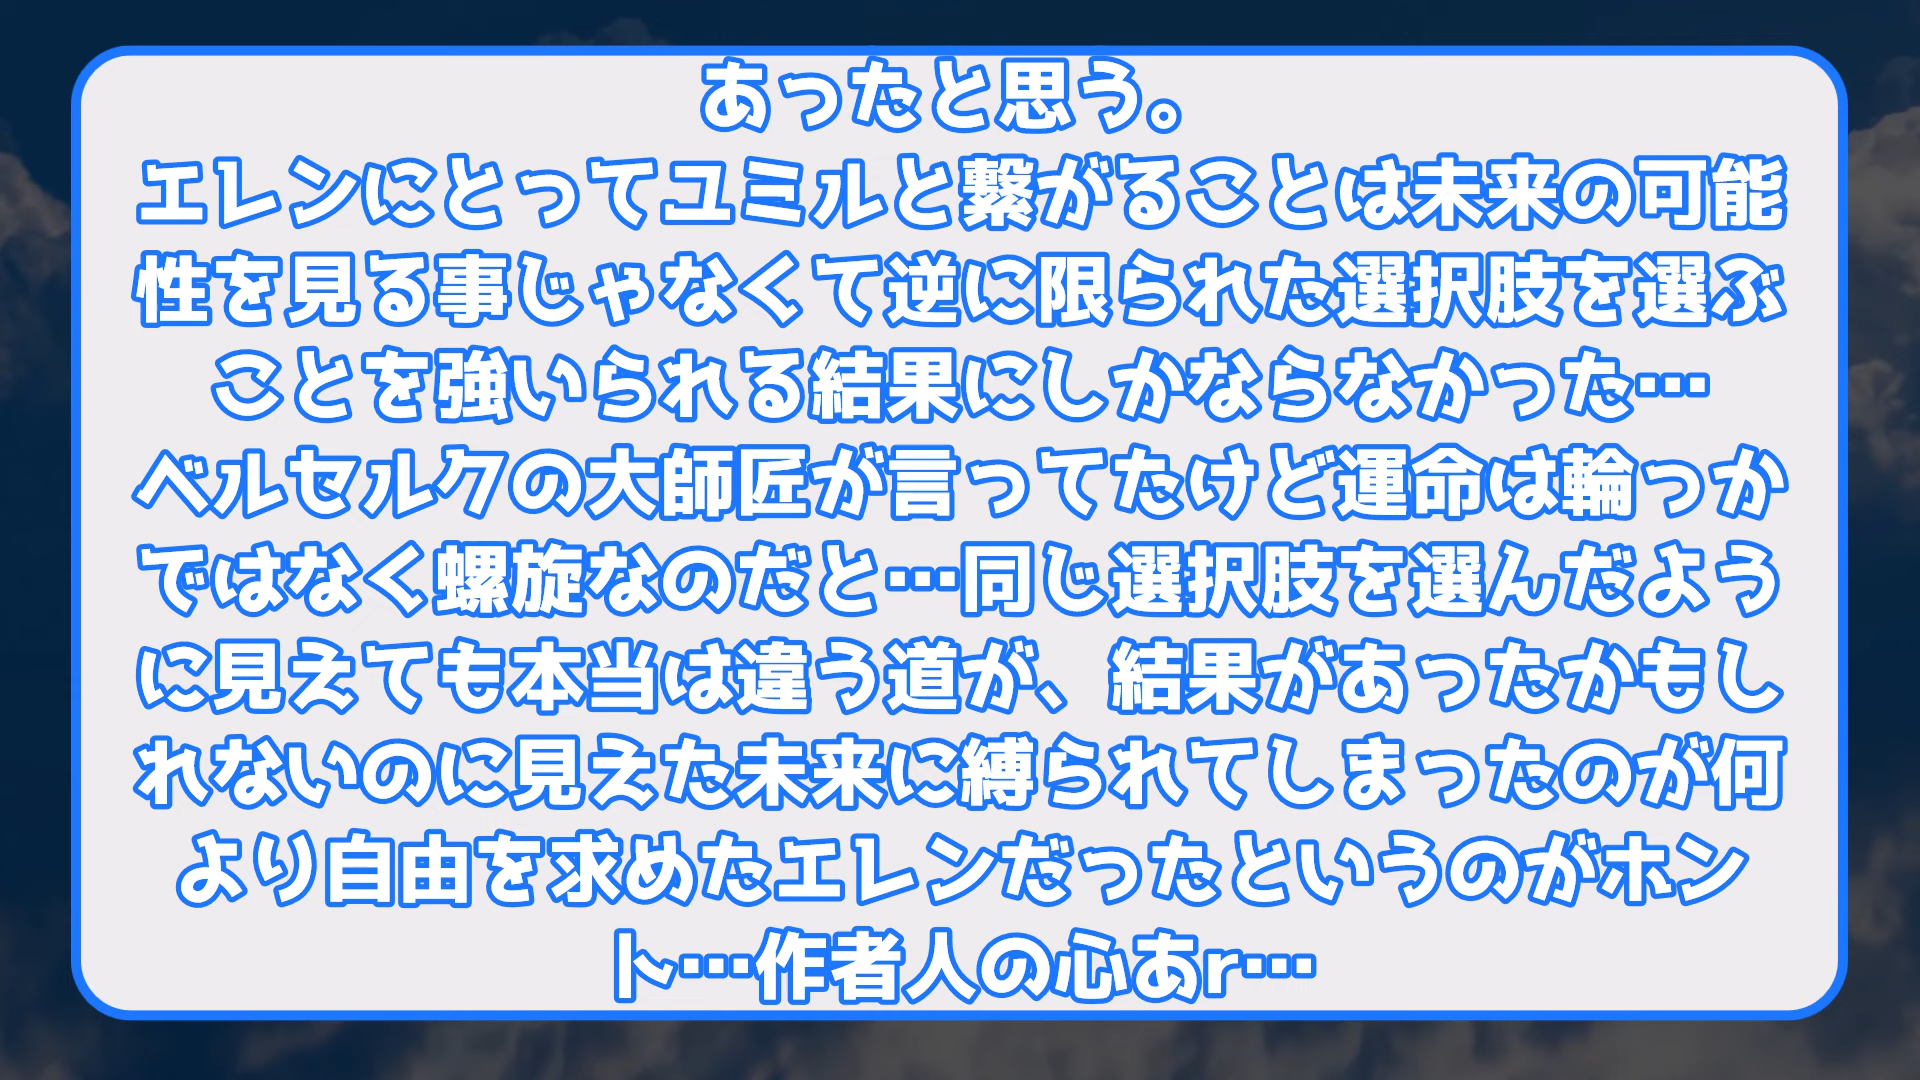 あったと思う。
エレンにとってユミルと繋がることは未来の可能
性を見る事じゃなくて逆に限られた選択肢を選ぶ
ことを強いられる結果にしかならなかった…
ベルセルクの大師匠が言ってたけど運命は輪っか
ではなく螺旋なのだと…同じ選択肢を選んだよう
に見えても本当は違う道が、結果があったかもし
れないのに見えた未来に縛られてしまったのが何
より自由を求めたエレンだったというのがホン
ト…作者人の心あr…